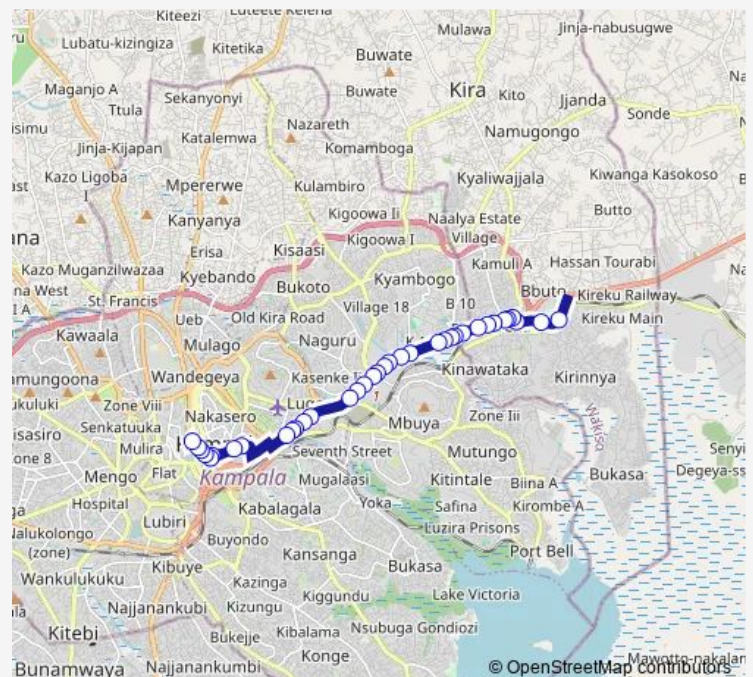 Kiteezi
Luteete Kelena
Lubatu-kizingiza
Kitetika
Mulawa
Jinja-nabusugwe
Buwate
Maganjo A
Sekanyonyi
Buwate
Kira
Kito
Jjanda
Ttula
Nazareth
Namugongo
Sonde
Katalemwa
Jinja-Kijapan
Komamboga
Kazo Ligoba
I
Mpererwe
Kulambiro
Kyaliwajjala
Kiwanga Kasokoso
Kanyanya
Kigoowa Ii
Naalya Estate
Village
Butto
Erisa
Kisaasi
Kigoowa I
Kamuli A
Hassan Tourabi
Kazo Muganzilwazaa
Kyebando
Kyambogo
na West
I A
St. Francis
Bukoto
Village 18
B 10
Bbuto
Kireku Railway
Ueb
Old Kira Road
Kireku Main
Kawaala
Mulago
Naguru
Wandegeya
Kasenke
Kinawataka
Kirinnya
Zone Viii
Nakasero
Mbuya
Zone Iii
Wakiso
Senkatuuka
Mulira
Seventh Street
Mutungo
Mengo
Flat
Kampala
Mugalaasi
Kitintale
Bukasa
Hospital
Kabalagala
Yoka
Safina
Biina A
Kirombe A
Lubiri
Luzira Prisons
Buyondo
(zone)
Kibuye
Kansanga
Bukasa
Port Bell
Wankulukuku
Kazinga
Kiggundu
Lake Victoria
Najjanankubi
Kizungu
Kitebi
Bukejje
Kibalama
Nsubuga Gondiozi
Bunamwaya
Najjanankumbi
Konge
© OpenStreetMap contributors